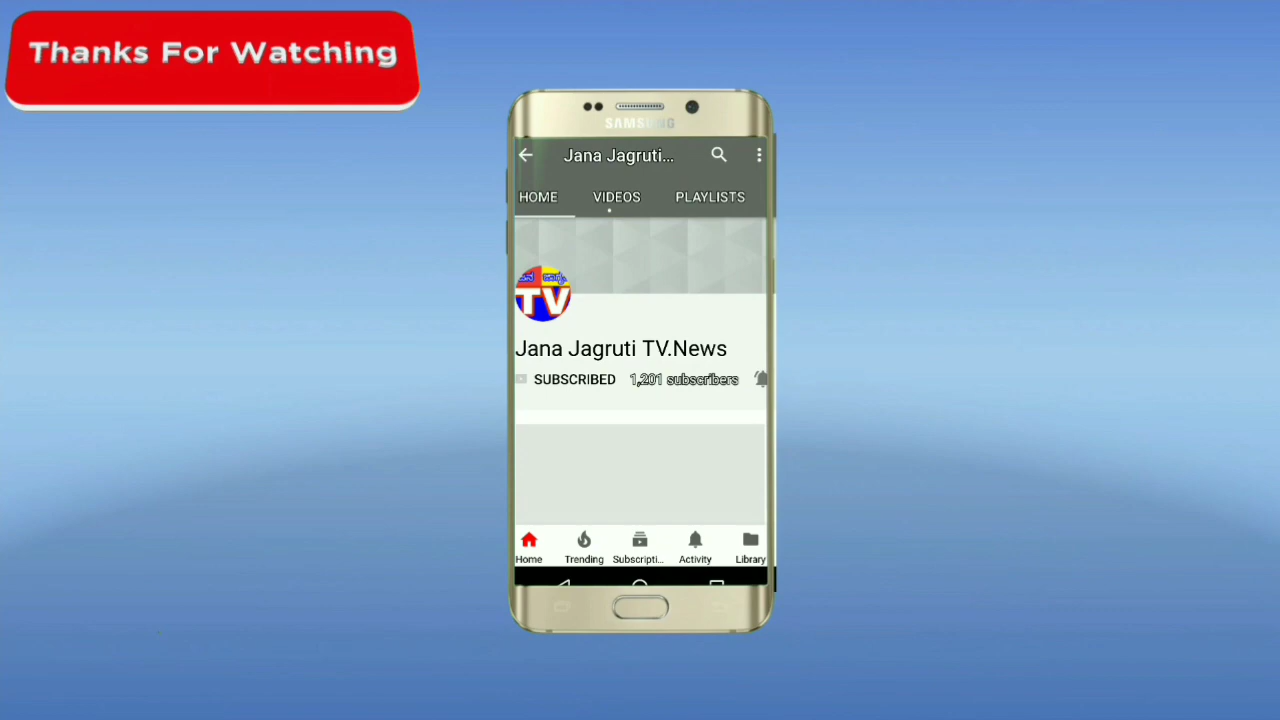 Thanks For Watching
SAMSUNG
Jana Jagruti...
HOME VIDEOS PLAYLISTS
TV
Jana Jagruti TV.News
SUBSCRIBED 1,201 subscribers
Home Trending Subscripti... Activity Library